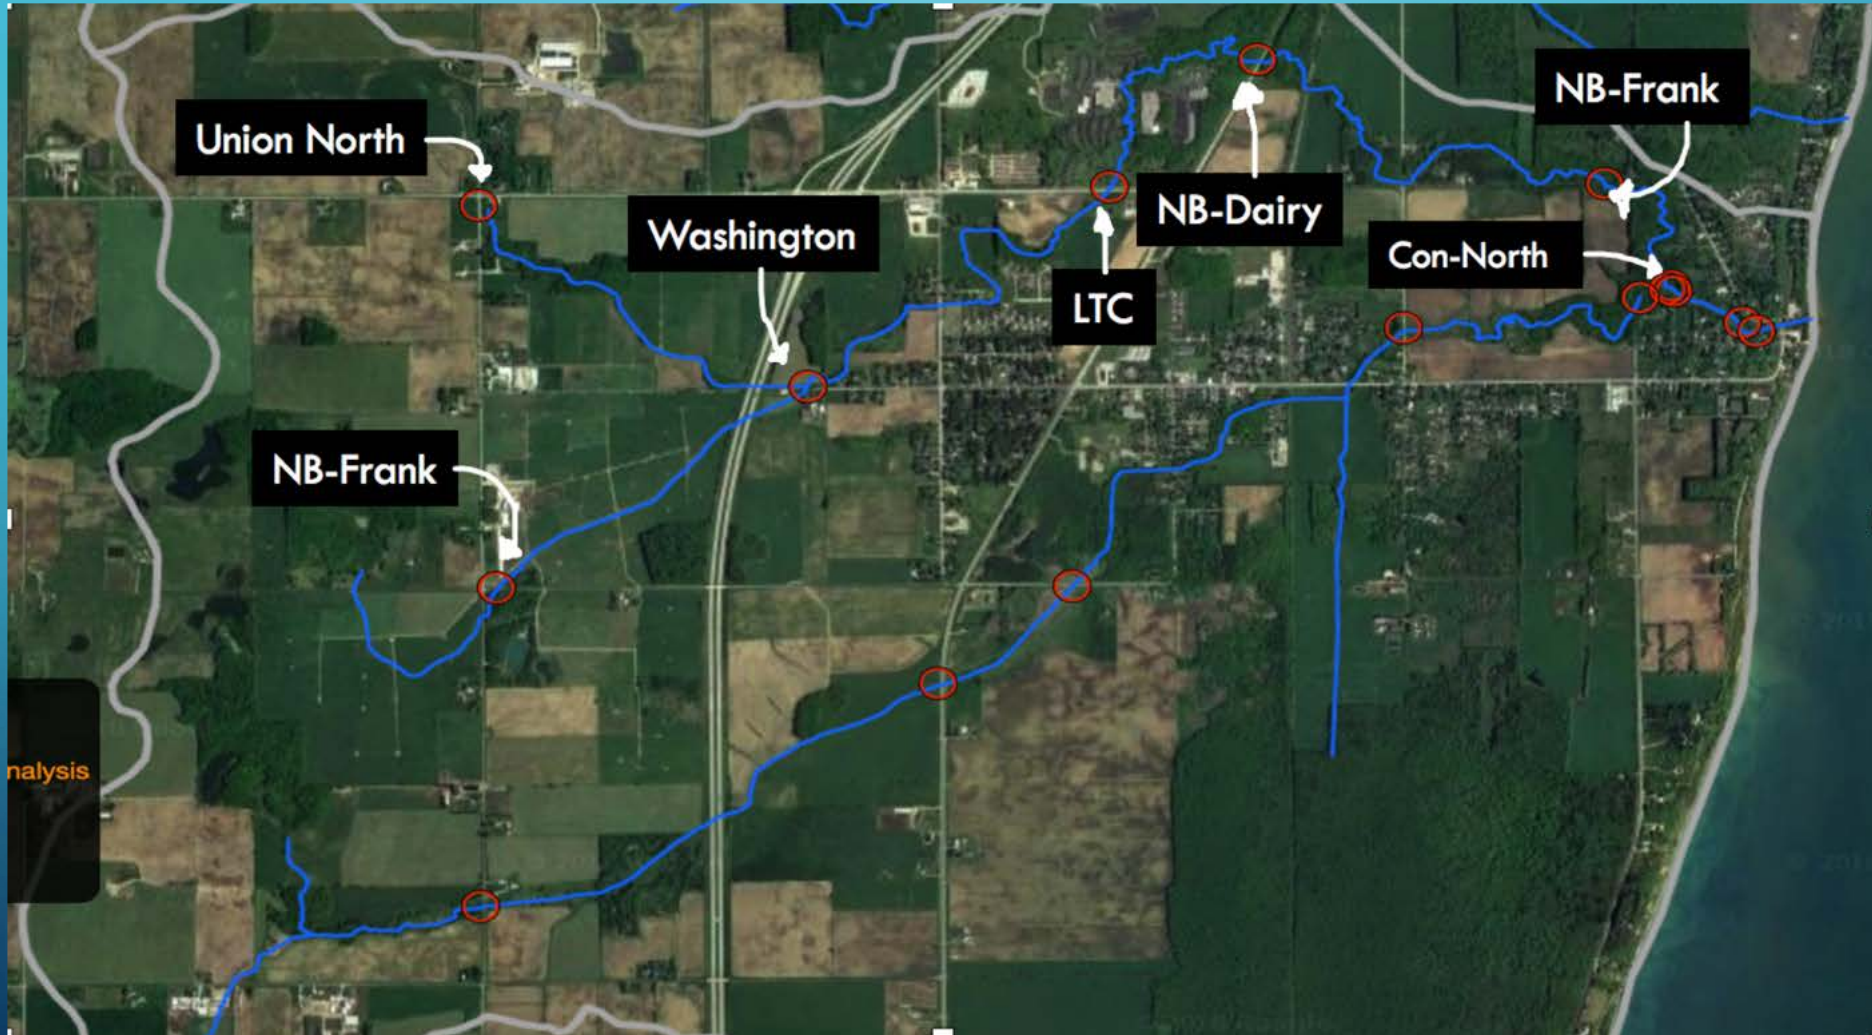 NB-Frank
Union North
Washington
NB-Dairy
Con-North
LTC
NB-Frank
nalysis